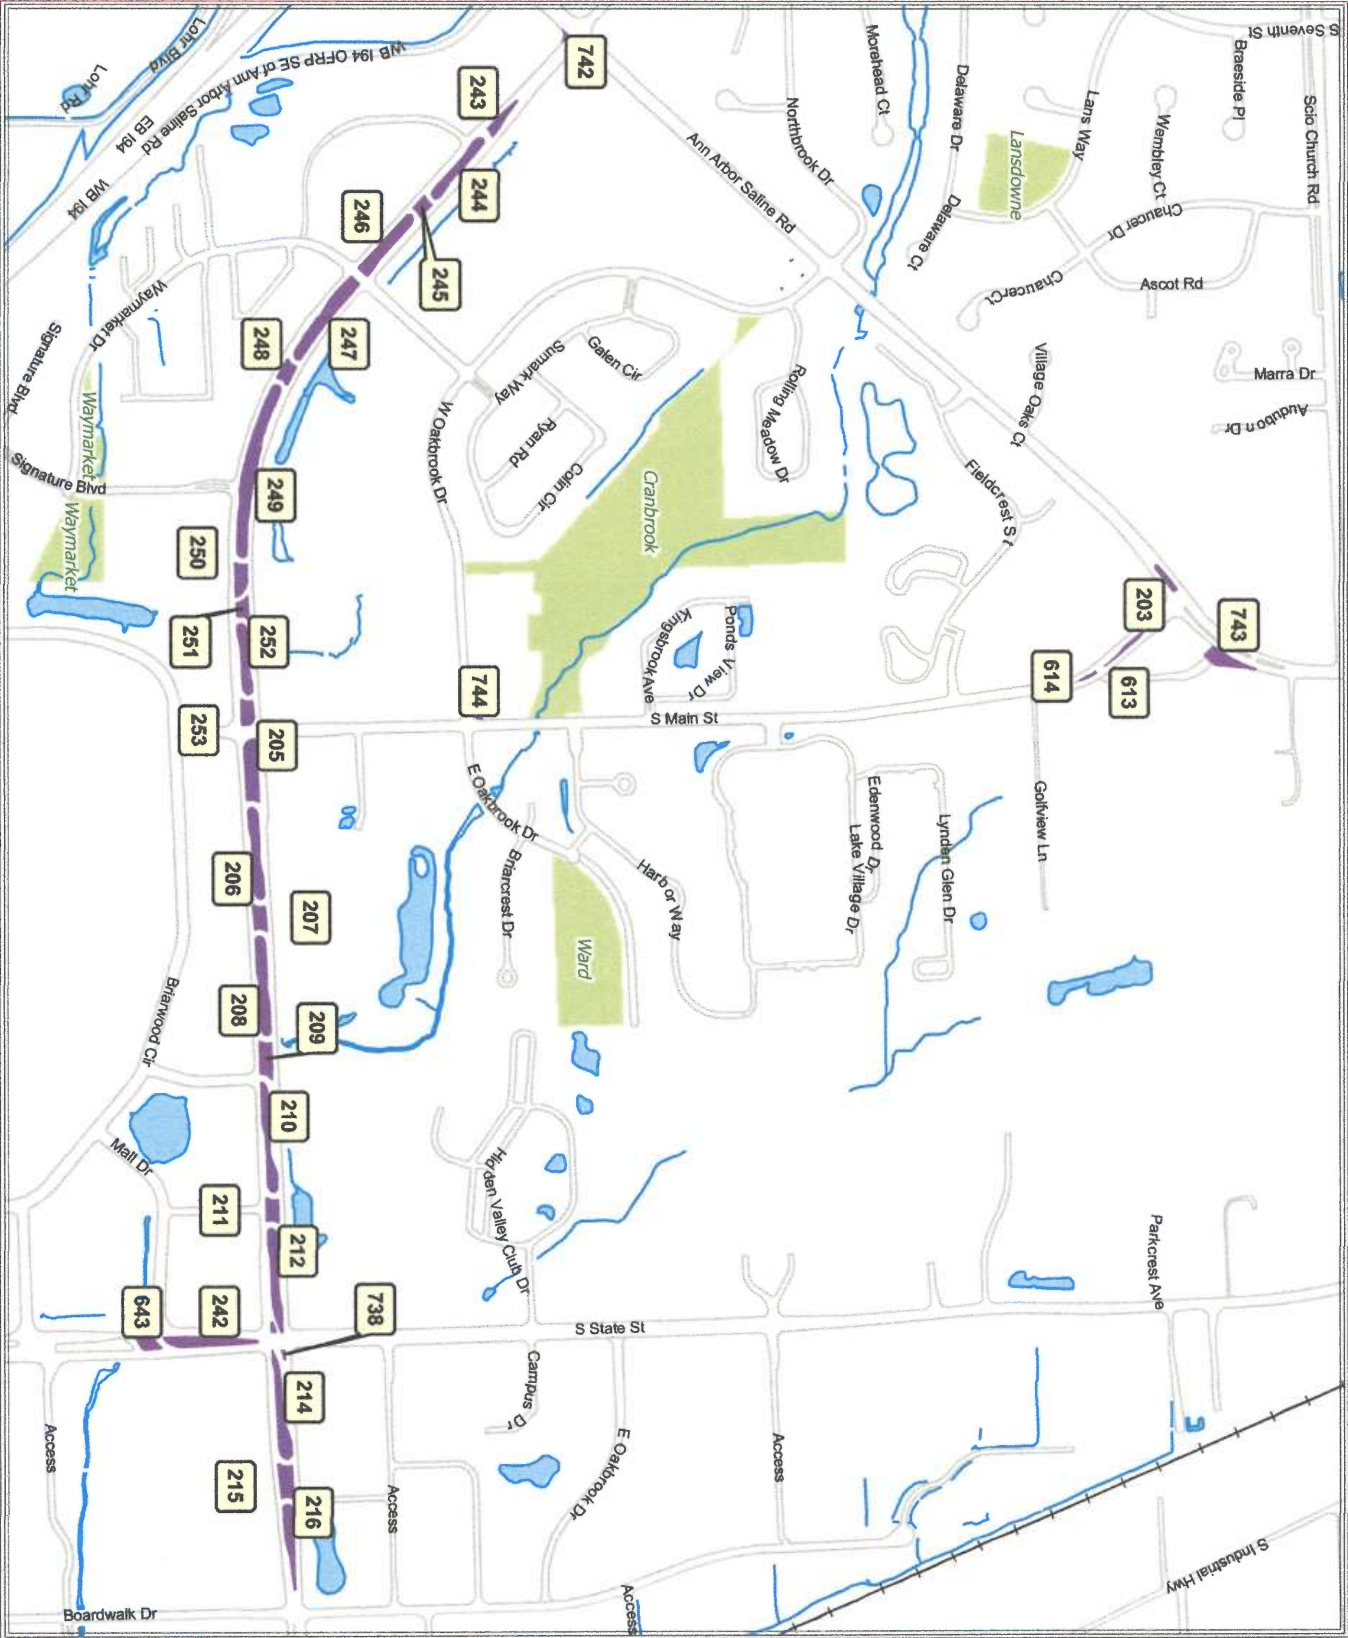 S Seventh St
Braeside Pl
Scio Church Rd
Morehead Ct
Delaware Dr
Lans Way
Wembley Ct
Lansdowne
Lohr Blvd
Lohr Rd
WB I94 OFRP SE of Ann Arbor Saline Rd
EB I94
WB I94
742
243
Northbrook Dr
Ann Arbor Saline Rd
Delaware Ct
Chaucer Dr
Chaucer Ct
Ascot Rd
244
246
245
Waymarket Dr
Signature Blvd
248
247
Sumark Way
Galen Cir
Rolling Meadow Dr
Village Oaks Ct
Marra Dr
Audubon Dr
Waymarket
Signature Blvd
Waymarket
W Oakbrook Dr
Ryan Rd
Colin Cir
Cranbrook
Fieldcrest St
249
250
251
252
Kingsbrook Ave
Ponds View Dr
203
743
614
613
253
205
744
S Main St
E Oakbrook Dr
Briarcrest Dr
Harbor Way
Edenwood Dr
Lake Village Dr
Lynden Glen Dr
Golfview Ln
206
207
Ward
208
209
Briarwood Cir
210
Mall Dr
211
212
Hidden Valley Club Dr
Parkcrest Ave
643
242
738
S State St
214
Campus Dr
215
216
Access
Access
E Oakbrook Dr
Access
S Industrial Hwy
Boardwalk Dr
Access